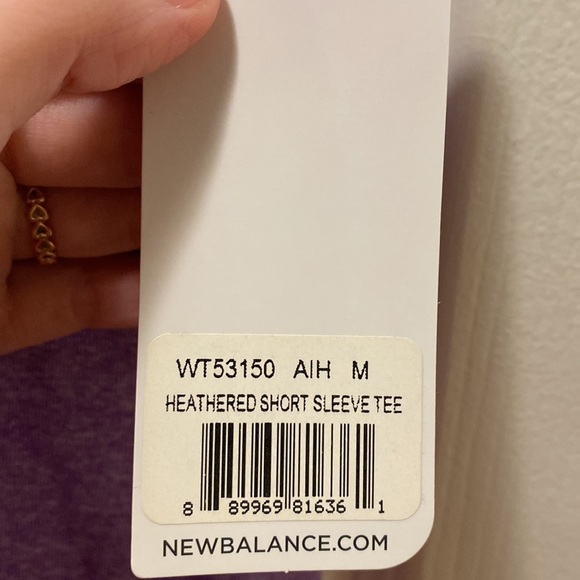 WT53150 AIH M
HEATHERED SHORT SLEEVE TEE
8 89969 81636 1
NEWBALANCE.COM